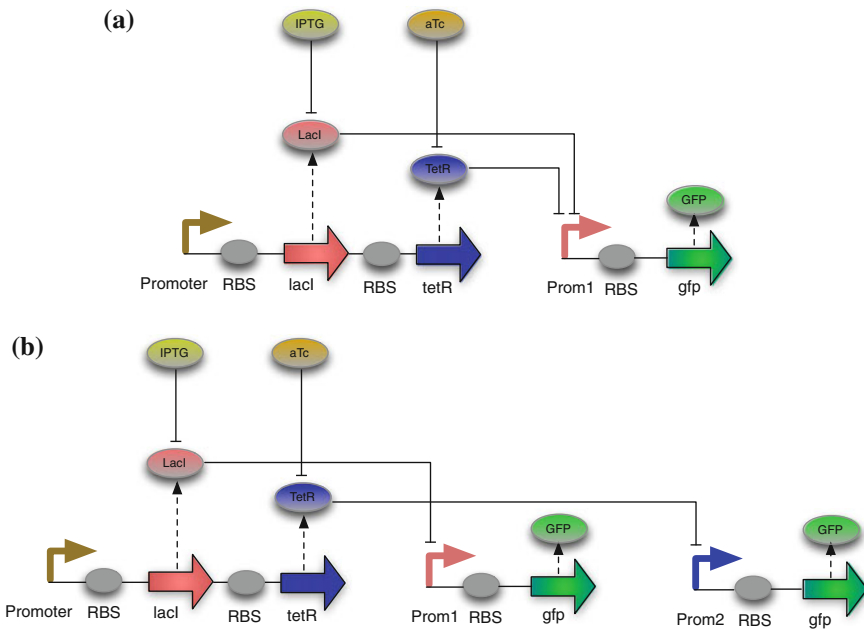 (a)
IPTG aTc
LacI
TetR
GFP
Promoter RBS lacI RBS tetR Prom1 RBS gfp
(b)
IPTG aTc
LacI
TetR
GFP GFP
Promoter RBS lacI RBS tetR Prom1 RBS gfp Prom2 RBS gfp